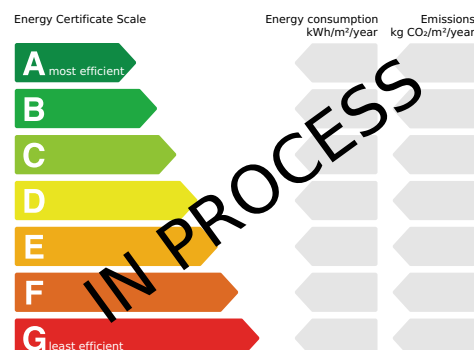 Energy Certificate Scale
Energy consumption
kWh/m²/year
Emissions
kg CO₂/m²/year
A most efficient
B
C
D
E
F
G least efficient
IN PROCESS